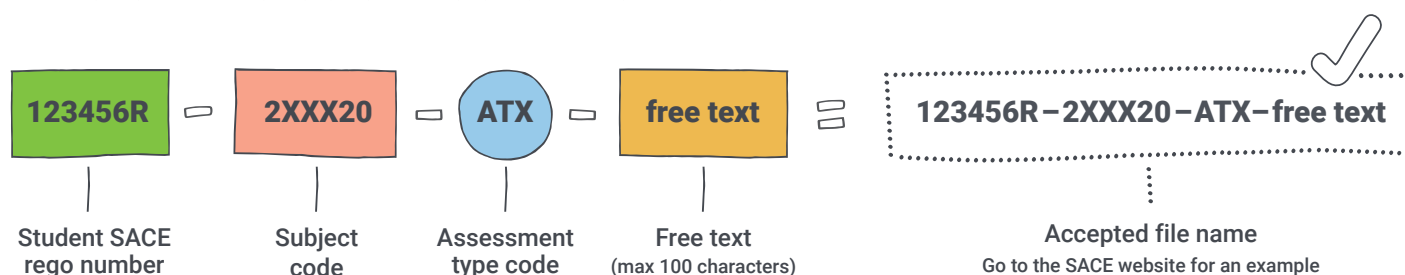 123456R - 2XXX20 - ATX - free text = 123456R-2XXX20-ATX-free text
Student SACE
rego number
Subject
code
Assessment
type code
Free text
(max 100 characters)
Accepted file name
Go to the SACE website for an example